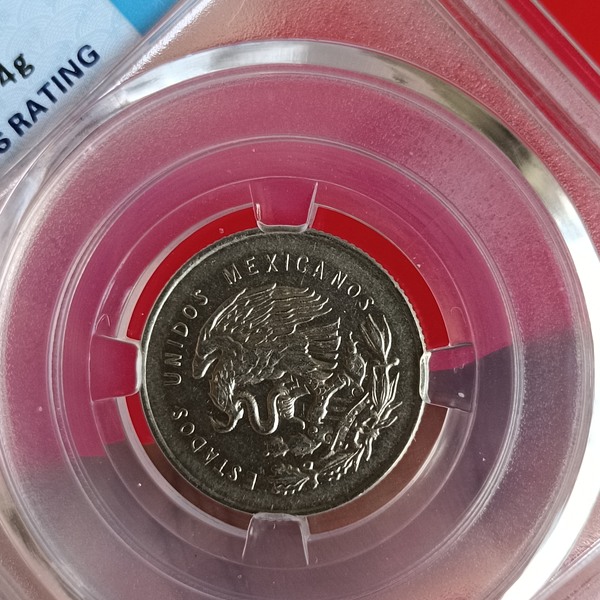 4g
S RATING
ESTADOS UNIDOS MEXICANOS